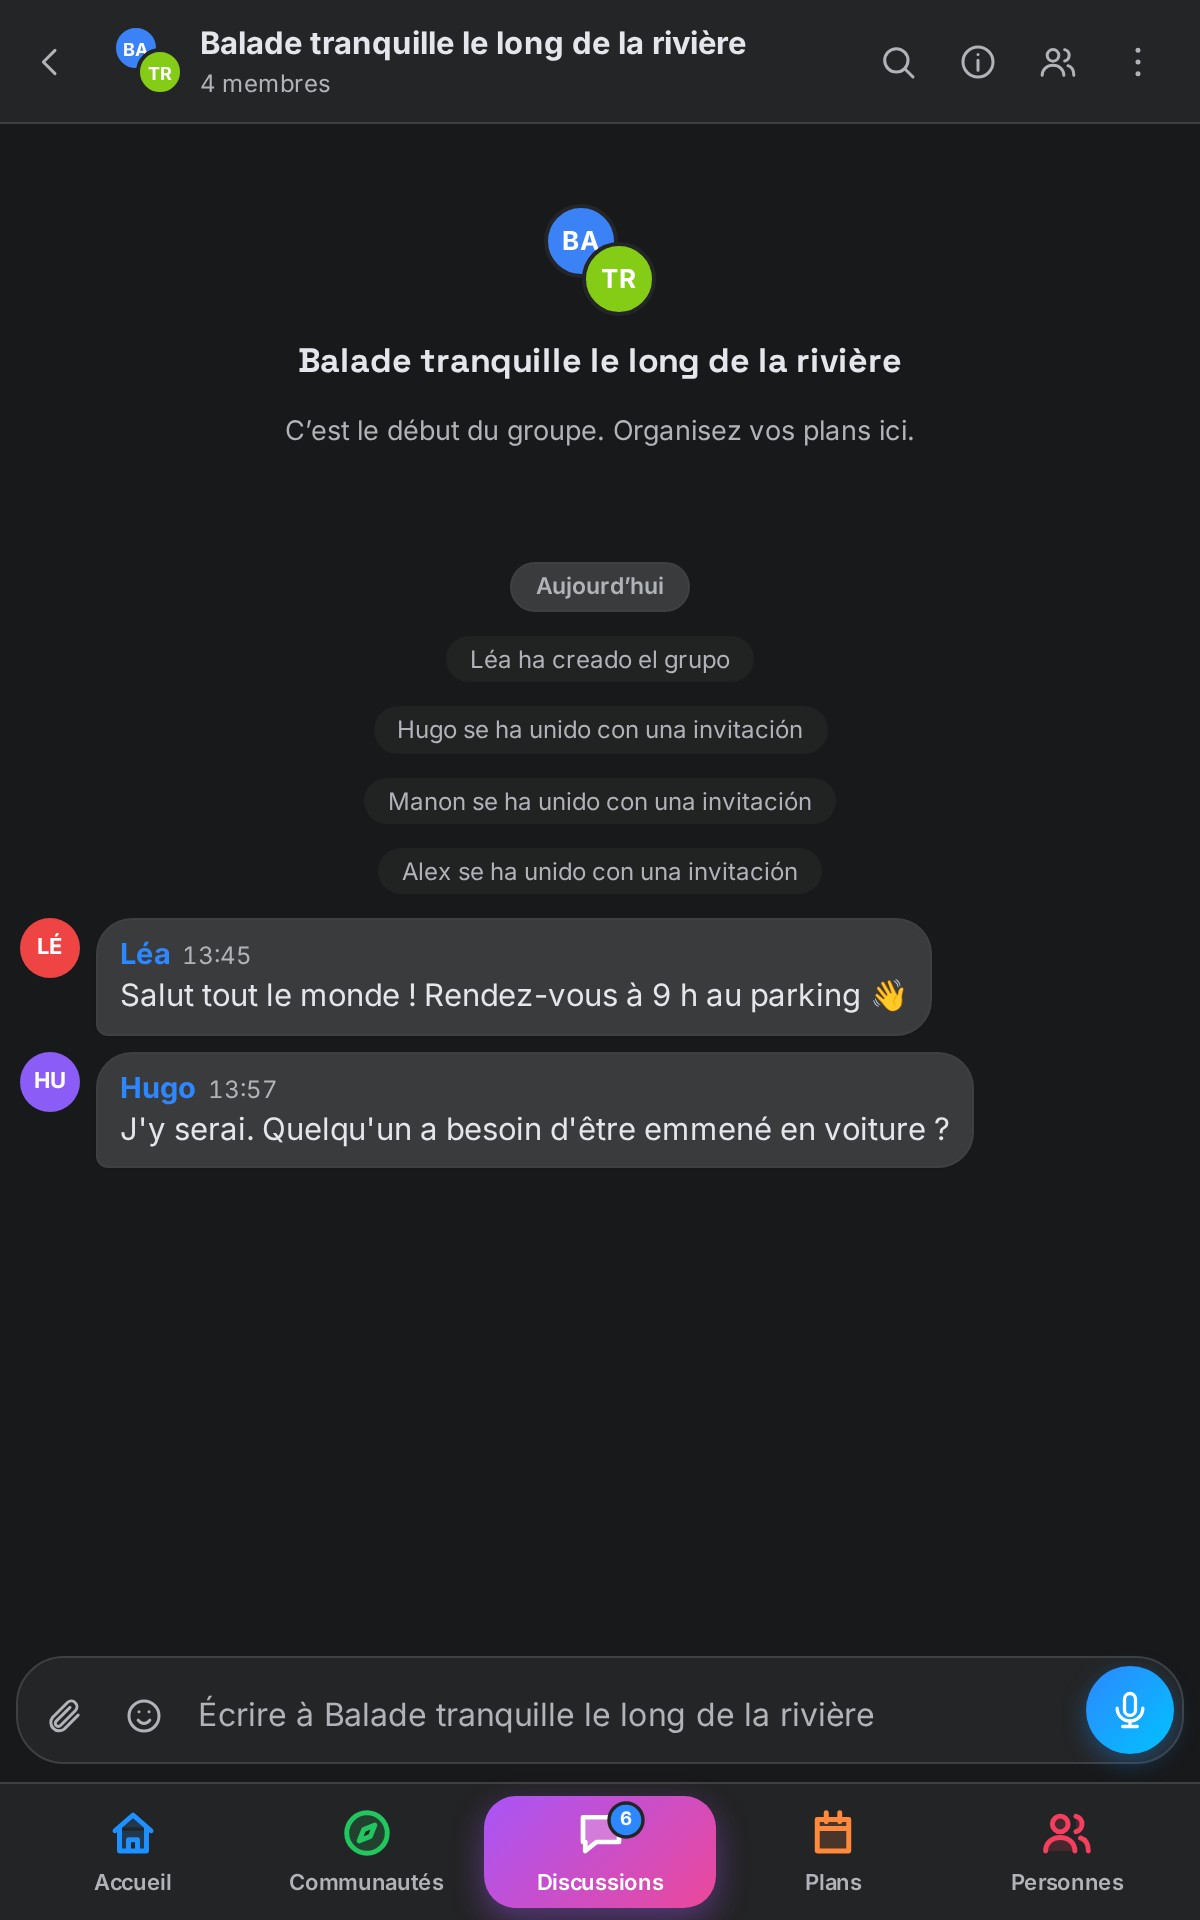 BA
TR
Balade tranquille le long de la rivière
4 membres
BA
TR
Balade tranquille le long de la rivière
C’est le début du groupe. Organisez vos plans ici.
Aujourd’hui
Léa ha creado el grupo
Hugo se ha unido con una invitación
Manon se ha unido con una invitación
Alex se ha unido con una invitación
LÉ
Léa 13:45
Salut tout le monde ! Rendez-vous à 9 h au parking 👋
HU
Hugo 13:57
J'y serai. Quelqu'un a besoin d'être emmené en voiture ?
Écrire à Balade tranquille le long de la rivière
6
Accueil
Communautés
Discussions
Plans
Personnes